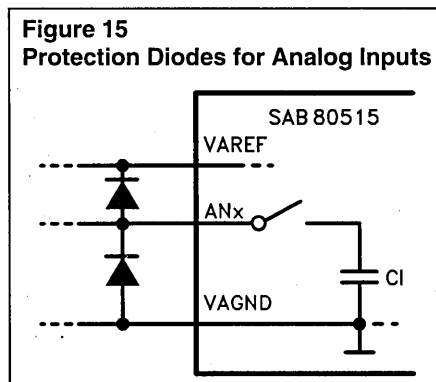 Figure 15
Protection Diodes for Analog Inputs
SAB 80515
VAREF
ANx
CI
VAGND